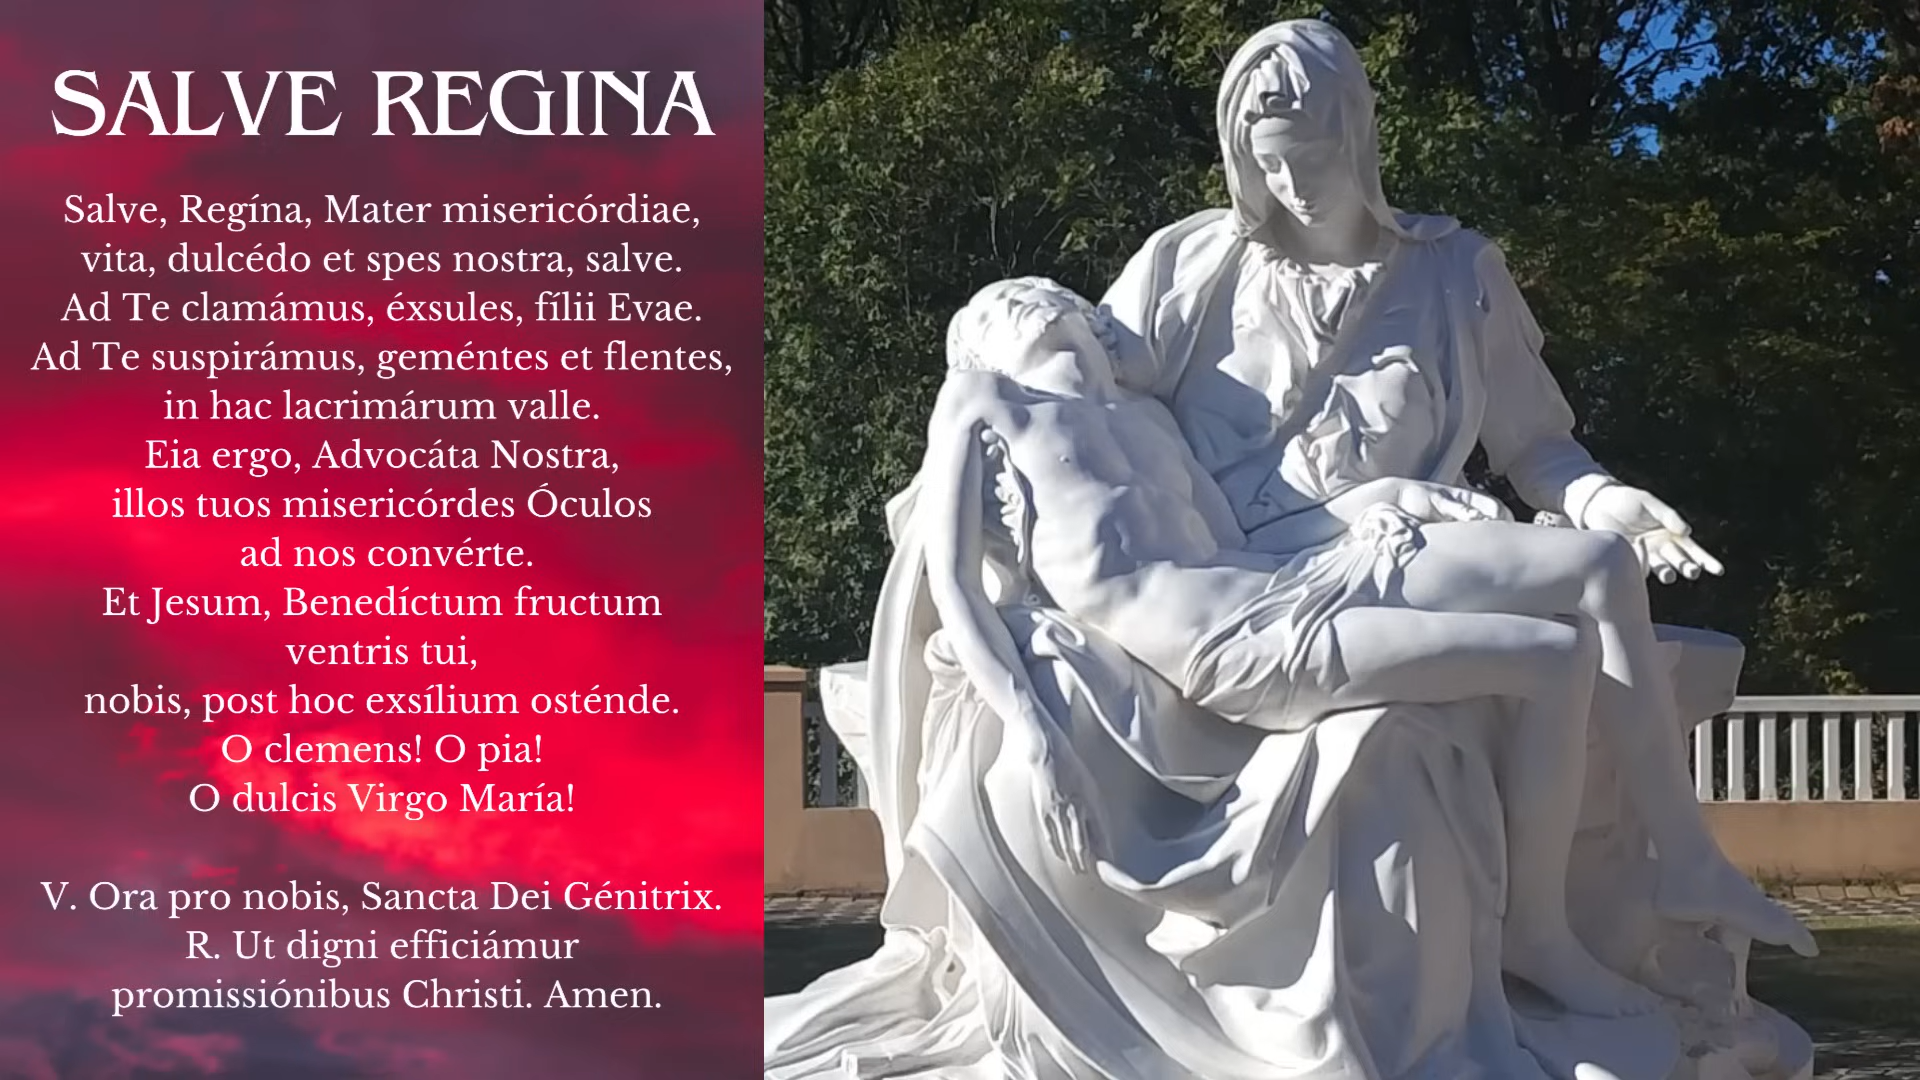 SALVE REGINA
Salve, Regína, Mater misericórdiae,
vita, dulcédo et spes nostra, salve.
Ad Te clamámus, éxsules, fílii Evae.
Ad Te suspirámus, geméntes et flentes,
in hac lacrimárum valle.
Eia ergo, Advocáta Nostra,
illos tuos misericórdes Óculos
ad nos convérte.
Et Jesum, Benedíctum fructum
ventris tui,
nobis, post hoc exsílium osténde.
O clemens! O pia!
O dulcis Virgo María!
V. Ora pro nobis, Sancta Dei Génitrix.
R. Ut digni efficiámur
promissiónibus Christi. Amen.